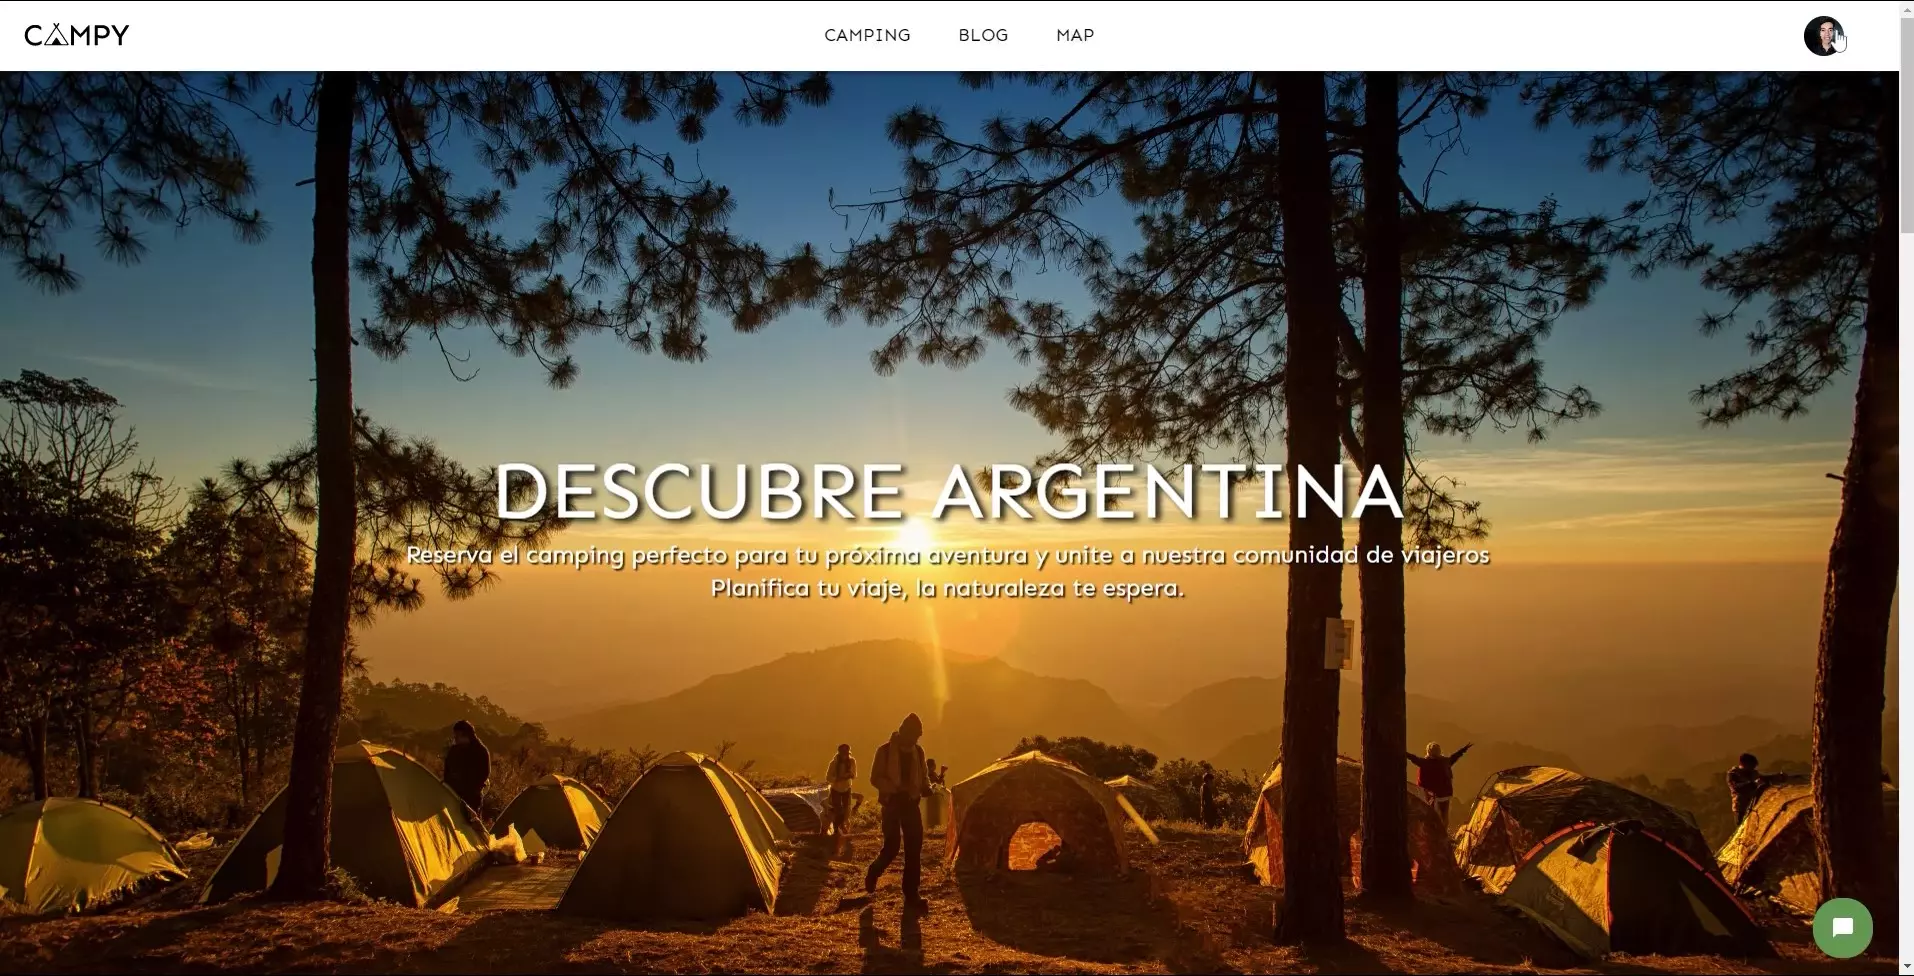 CAMPY
CAMPING BLOG MAP
DESCUBRE ARGENTINA
Reserva el camping perfecto para tu próxima aventura y unite a nuestra comunidad de viajeros
Planifica tu viaje, la naturaleza te espera.